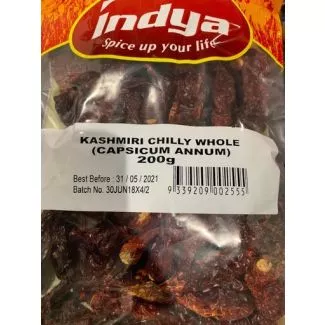 indya
Spice up your life
KASHMIRI CHILLY WHOLE
(CAPSICUM ANNUM)
200g
Best Before : 31 / 05 / 2021
Batch No. 30JUN18X4/2
9 339209 002555